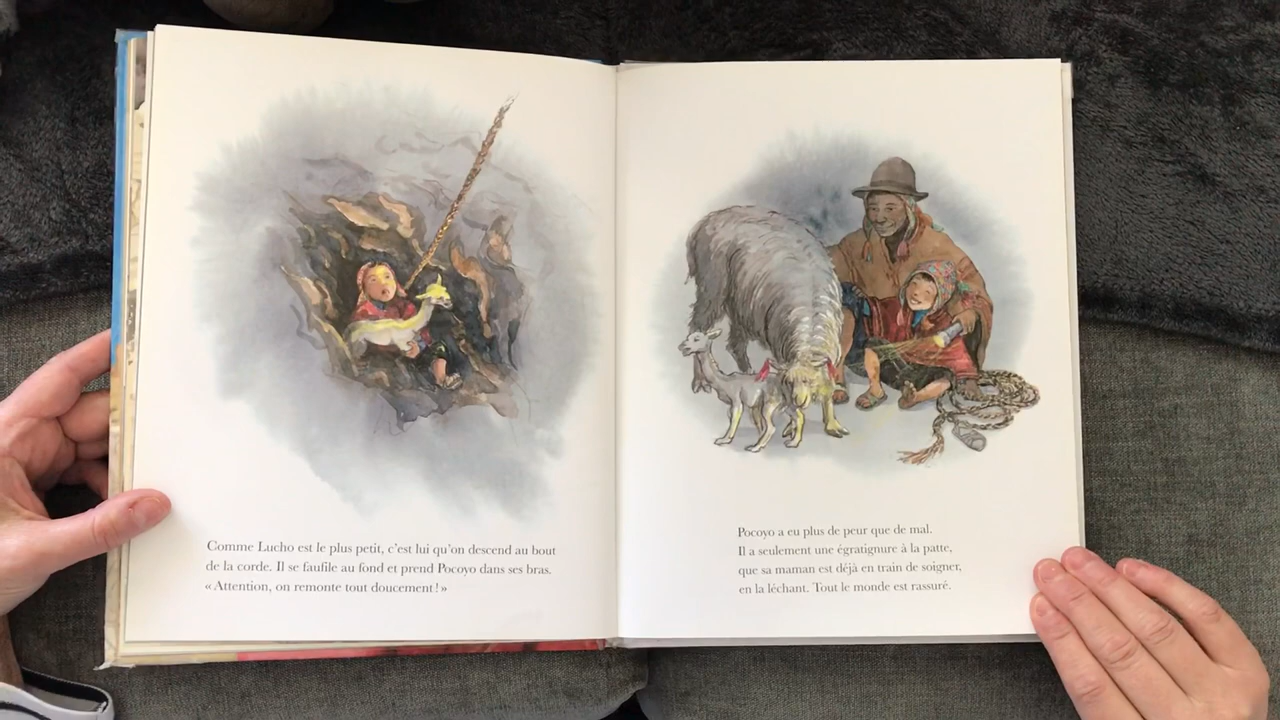 Comme Lucho est le plus petit, c’est lui qu’on descend au bout
de la corde. Il se faufile au fond et prend Pocoyo dans ses bras.
« Attention, on remonte tout doucement ! »
Pocoyo a eu plus de peur que de mal.
Il a seulement une égratignure à la patte,
que sa maman est déjà en train de soigner,
en la léchant. Tout le monde est rassuré.